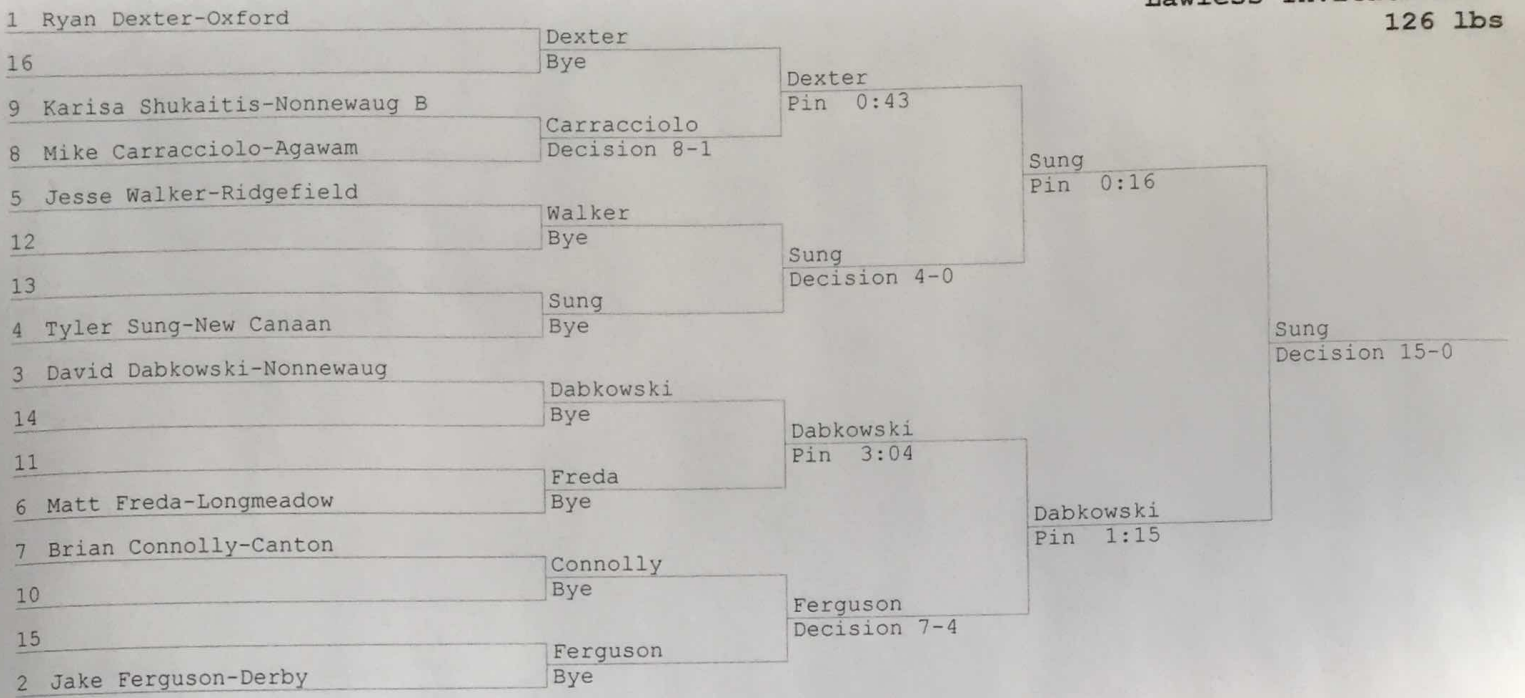 126 lbs
1 Ryan Dexter-Oxford
Dexter
16
Bye
Dexter
Pin 0:43
9 Karisa Shukaitis-Nonnewaug B
Carracciolo
8 Mike Carracciolo-Agawam
Decision 8-1
Sung
Pin 0:16
5 Jesse Walker-Ridgefield
Walker
12
Bye
Sung
Decision 4-0
13
Sung
4 Tyler Sung-New Canaan
Bye
Sung
Decision 15-0
3 David Dabkowski-Nonnewaug
Dabkowski
14
Bye
Dabkowski
Pin 3:04
11
Freda
6 Matt Freda-Longmeadow
Bye
Dabkowski
Pin 1:15
7 Brian Connolly-Canton
Connolly
10
Bye
Ferguson
Decision 7-4
15
Ferguson
2 Jake Ferguson-Derby
Bye